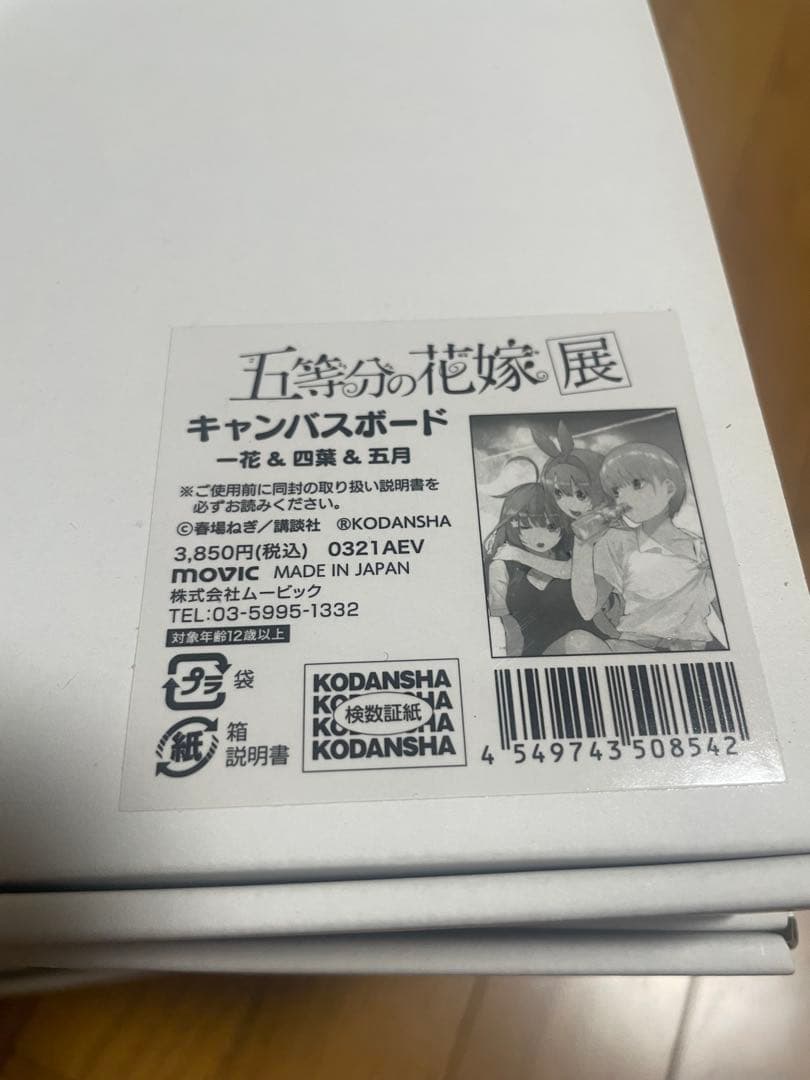 五等分の花嫁 展
キャンバスボード
一花 & 四葉 & 五月
※ご使用前に同封の取り扱い説明書を
必ずお読みください。
©春場ねぎ/講談社 ®KODANSHA
3,850円(税込) 0321AEV
movic MADE IN JAPAN
株式会社ムービック
TEL:03-5995-1332
対象年齢12歳以上
プラ 袋
紙 箱
説明書
KODANSHA
KODANSHA
検数証紙
KODANSHA
KODANSHA
4 549743 508542